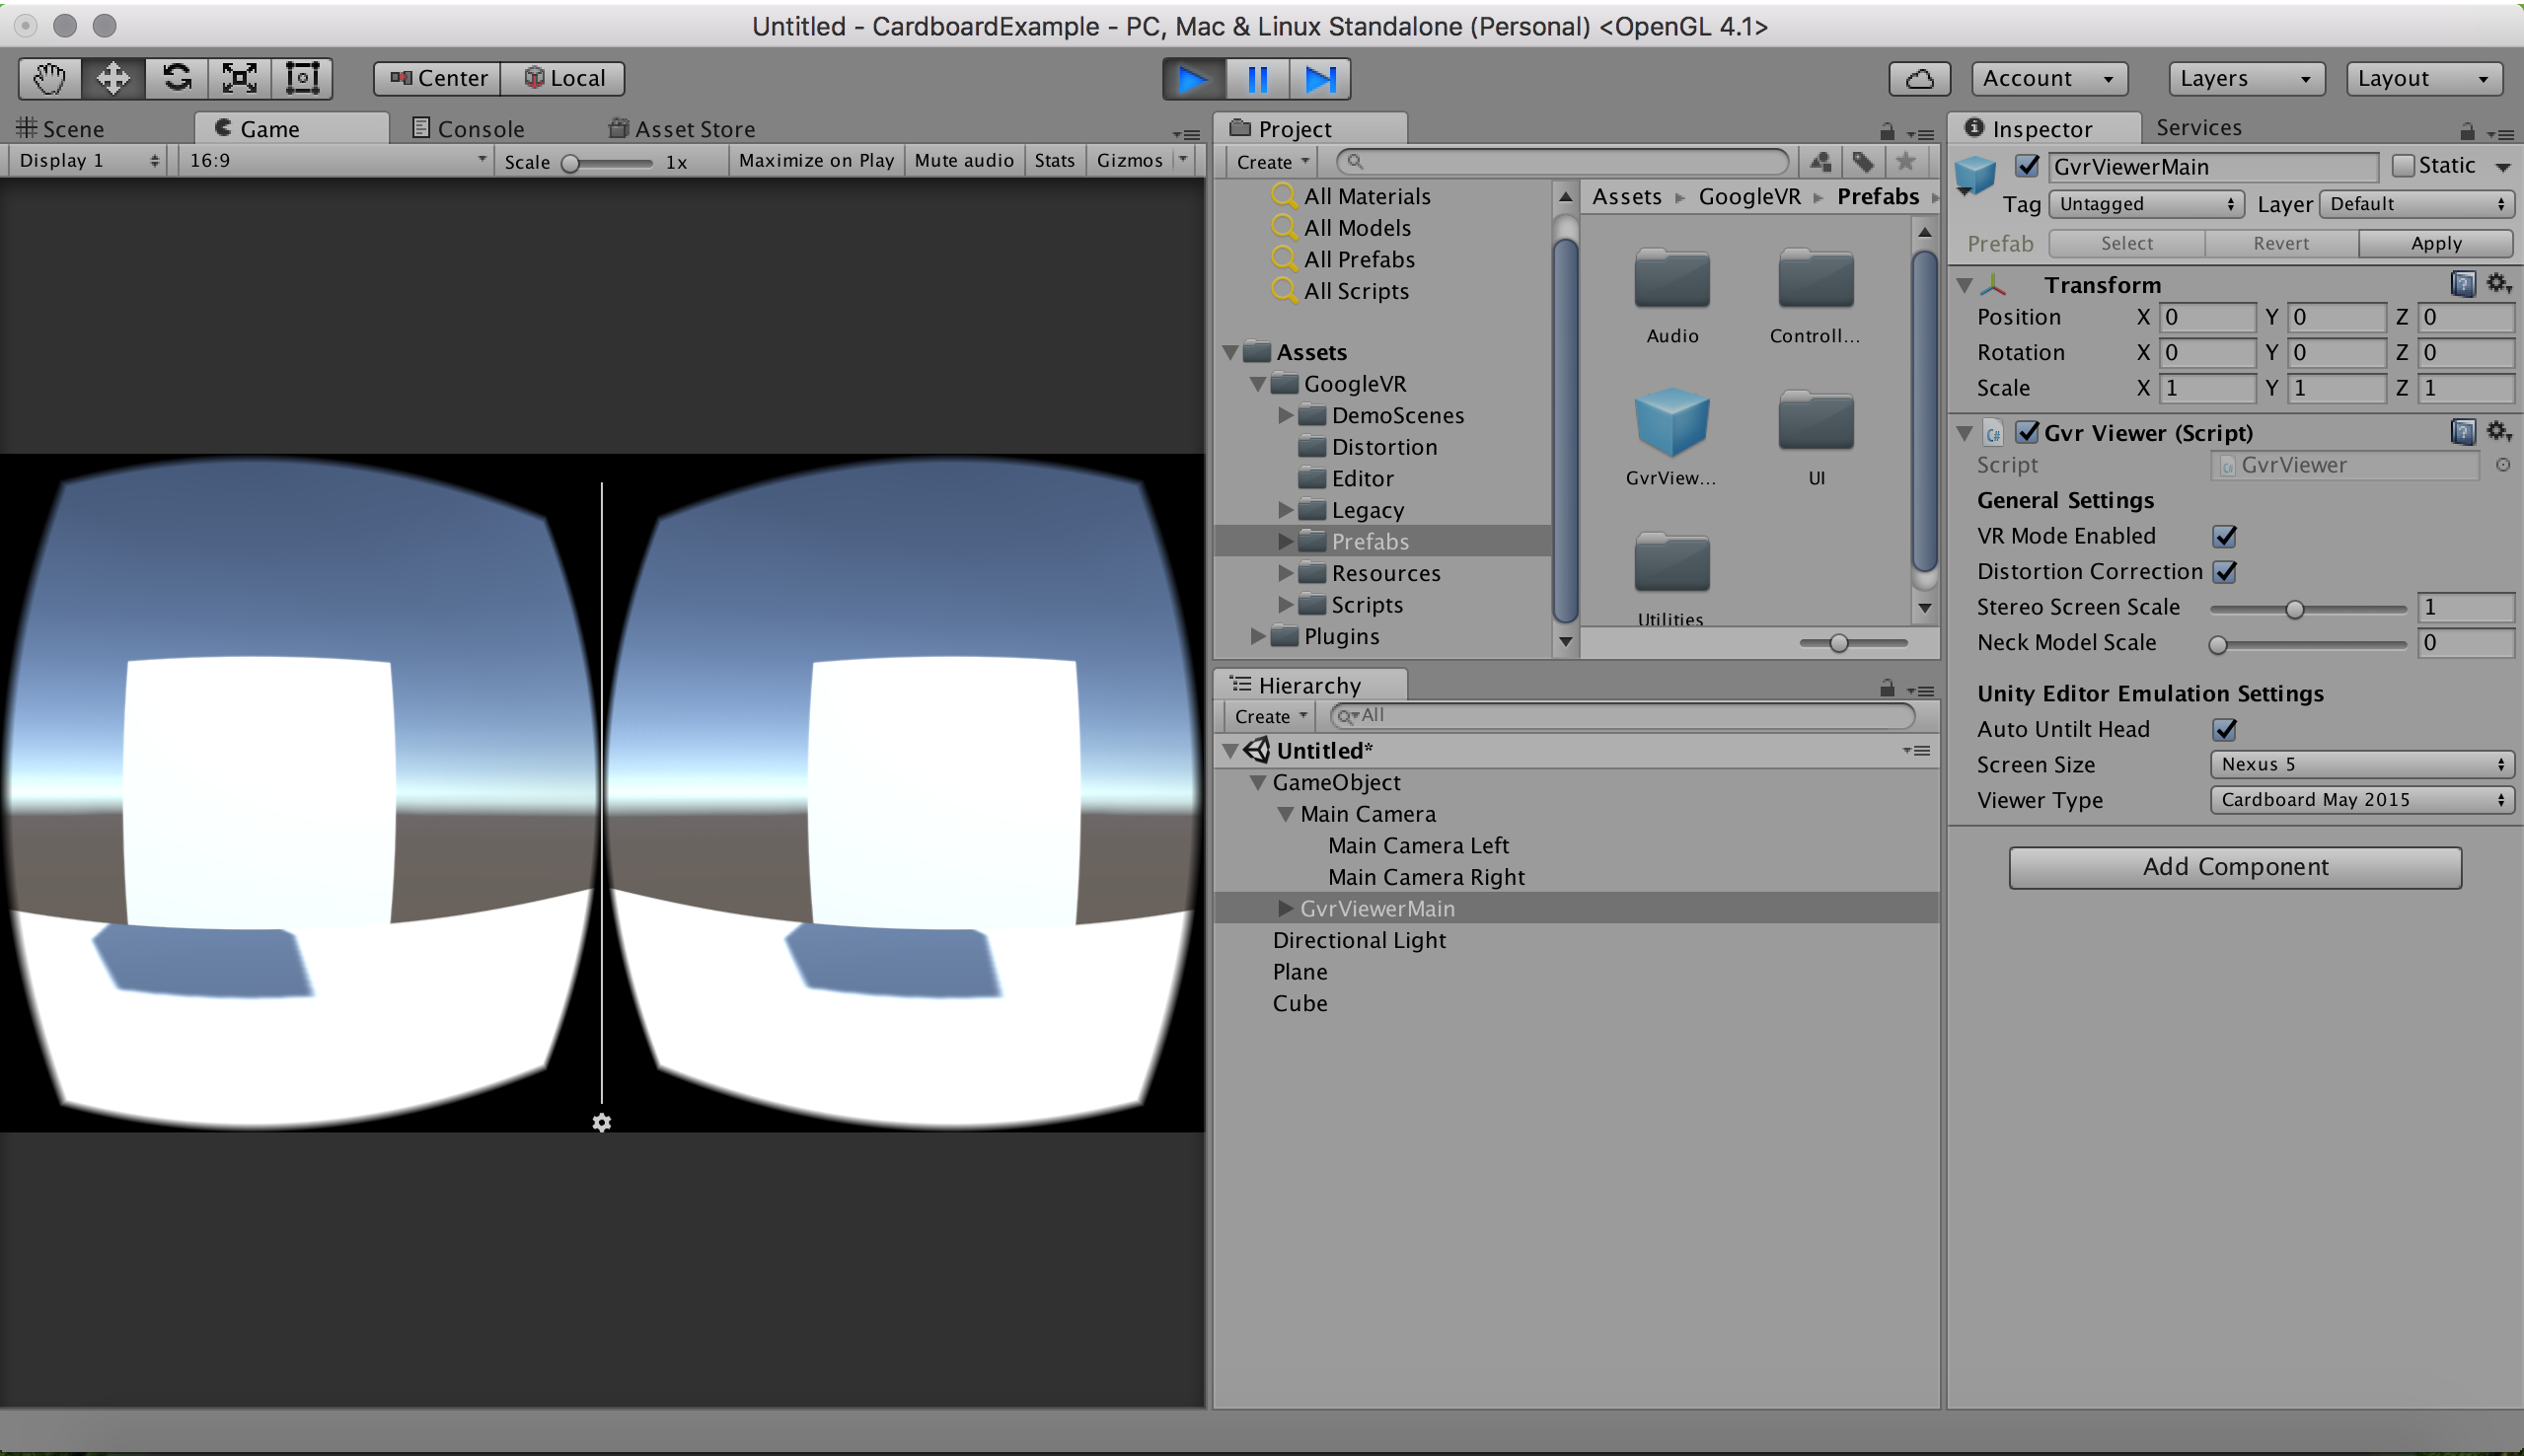 Untitled - CardboardExample - PC, Mac & Linux Standalone (Personal) <OpenGL 4.1>
Center Local Account Layers Layout
Scene Game Console Asset Store
Display 1 16:9 Scale 1x Maximize on Play Mute audio Stats Gizmos
Project
Create
All Materials
All Models
All Prefabs
All Scripts
Assets
GoogleVR
DemoScenes
Distortion
Editor
Legacy
Prefabs
Resources
Scripts
Plugins
Assets GoogleVR Prefabs
Audio Controll...
GvrView... UI
Utilities
Hierarchy
Create All
Untitled*
GameObject
Main Camera
Main Camera Left
Main Camera Right
GvrViewerMain
Directional Light
Plane
Cube
Inspector Services
GvrViewerMain Static
Tag Untagged Layer Default
Prefab Select Revert Apply
Transform
Position X 0 Y 0 Z 0
Rotation X 0 Y 0 Z 0
Scale X 1 Y 1 Z 1
C# Gvr Viewer (Script)
Script GvrViewer
General Settings
VR Mode Enabled
Distortion Correction
Stereo Screen Scale 1
Neck Model Scale 0
Unity Editor Emulation Settings
Auto Untilt Head
Screen Size Nexus 5
Viewer Type Cardboard May 2015
Add Component